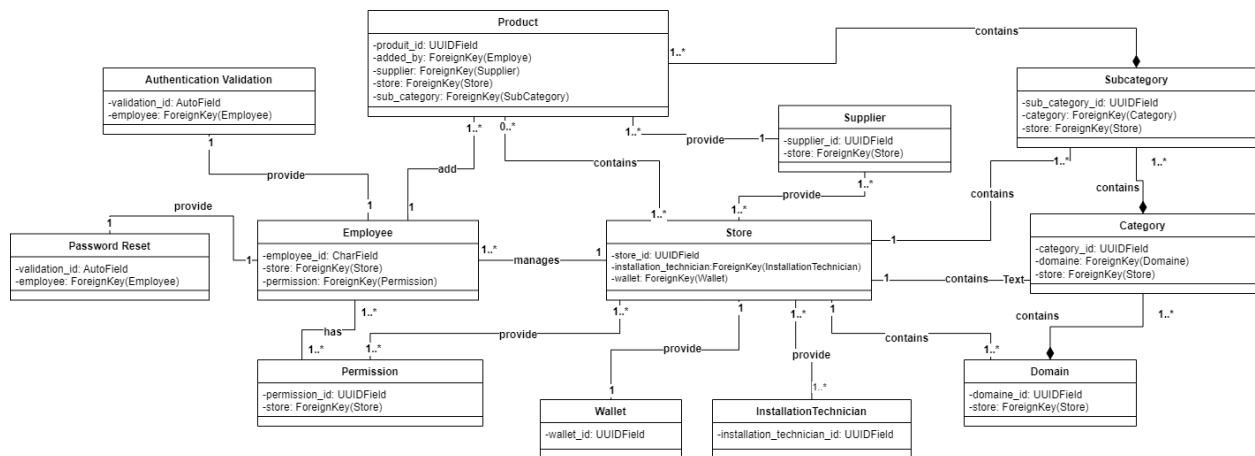 Product
-produit_id: UUIDField
-added_by: ForeignKey(Employe)
-supplier: ForeignKey(Supplier)
-store: ForeignKey(Store)
-sub_category: ForeignKey(SubCategory)
contains
1..*
Authentication Validation
-validation_id: AutoField
-employee: ForeignKey(Employee)
Subcategory
-sub_category_id: UUIDField
-category: ForeignKey(Category)
-store: ForeignKey(Store)
Supplier
-supplier_id: UUIDField
-store: ForeignKey(Store)
1..*
0..*
1..*
provide
1
1
provide
1
add
1
contains
1..*
1..*
provide
1..*
1..*
contains
1
1..*
contains
provide
1
1
Password Reset
-validation_id: AutoField
-employee: ForeignKey(Employee)
Employee
-employee_id: CharField
-store: ForeignKey(Store)
-permission: ForeignKey(Permission)
1..*
manages
1
Store
-store_id: UUIDField
-installation_technician:ForeignKey(InstallationTechnician)
-wallet: ForeignKey(Wallet)
1
contains
Text
Category
-category_id: UUIDField
-domaine: ForeignKey(Domaine)
-store: ForeignKey(Store)
1..*
has
1..*
1..*
provide
1..*
1
provide
1
1..*
provide
1..*
1
contains
1..*
contains
1..*
Permission
-permission_id: UUIDField
-store: ForeignKey(Store)
Wallet
-wallet_id: UUIDField
InstallationTechnician
-installation_technician_id: UUIDField
Domain
-domaine_id: UUIDField
-store: ForeignKey(Store)